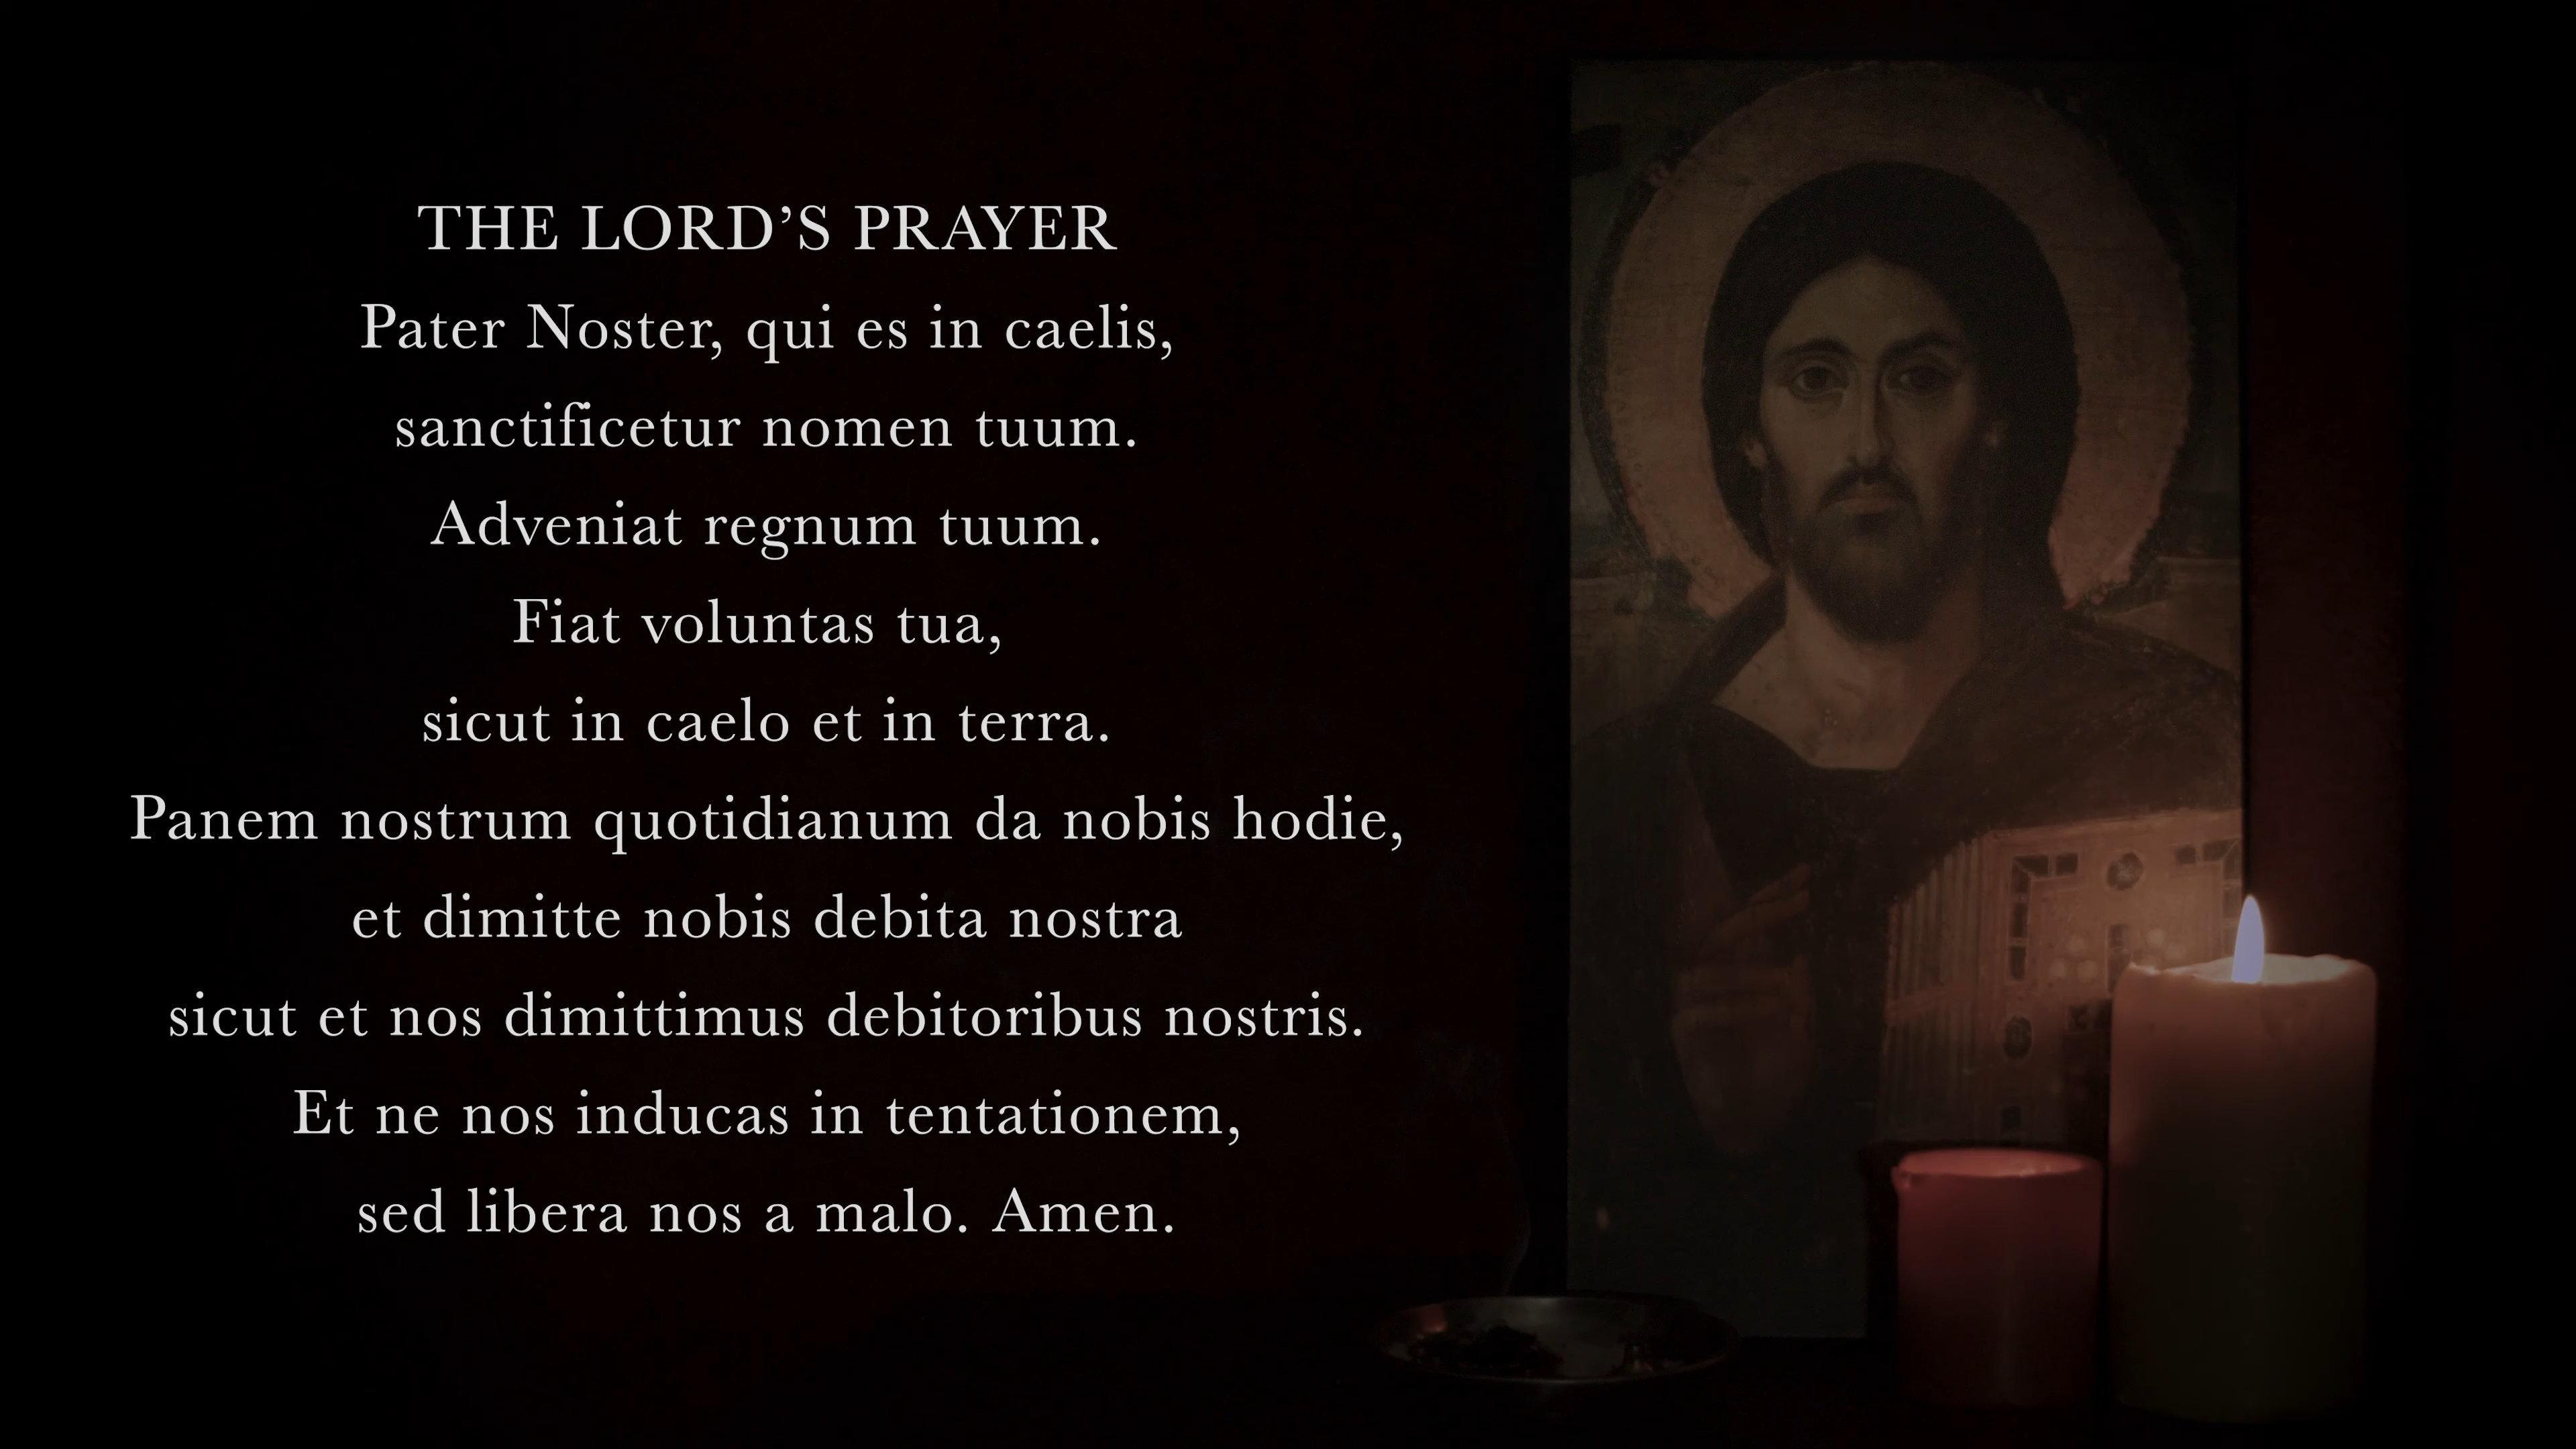 THE LORD’S PRAYER
Pater Noster, qui es in caelis,
sanctificetur nomen tuum.
Adveniat regnum tuum.
Fiat voluntas tua,
sicut in caelo et in terra.
Panem nostrum quotidianum da nobis hodie,
et dimitte nobis debita nostra
sicut et nos dimittimus debitoribus nostris.
Et ne nos inducas in tentationem,
sed libera nos a malo. Amen.